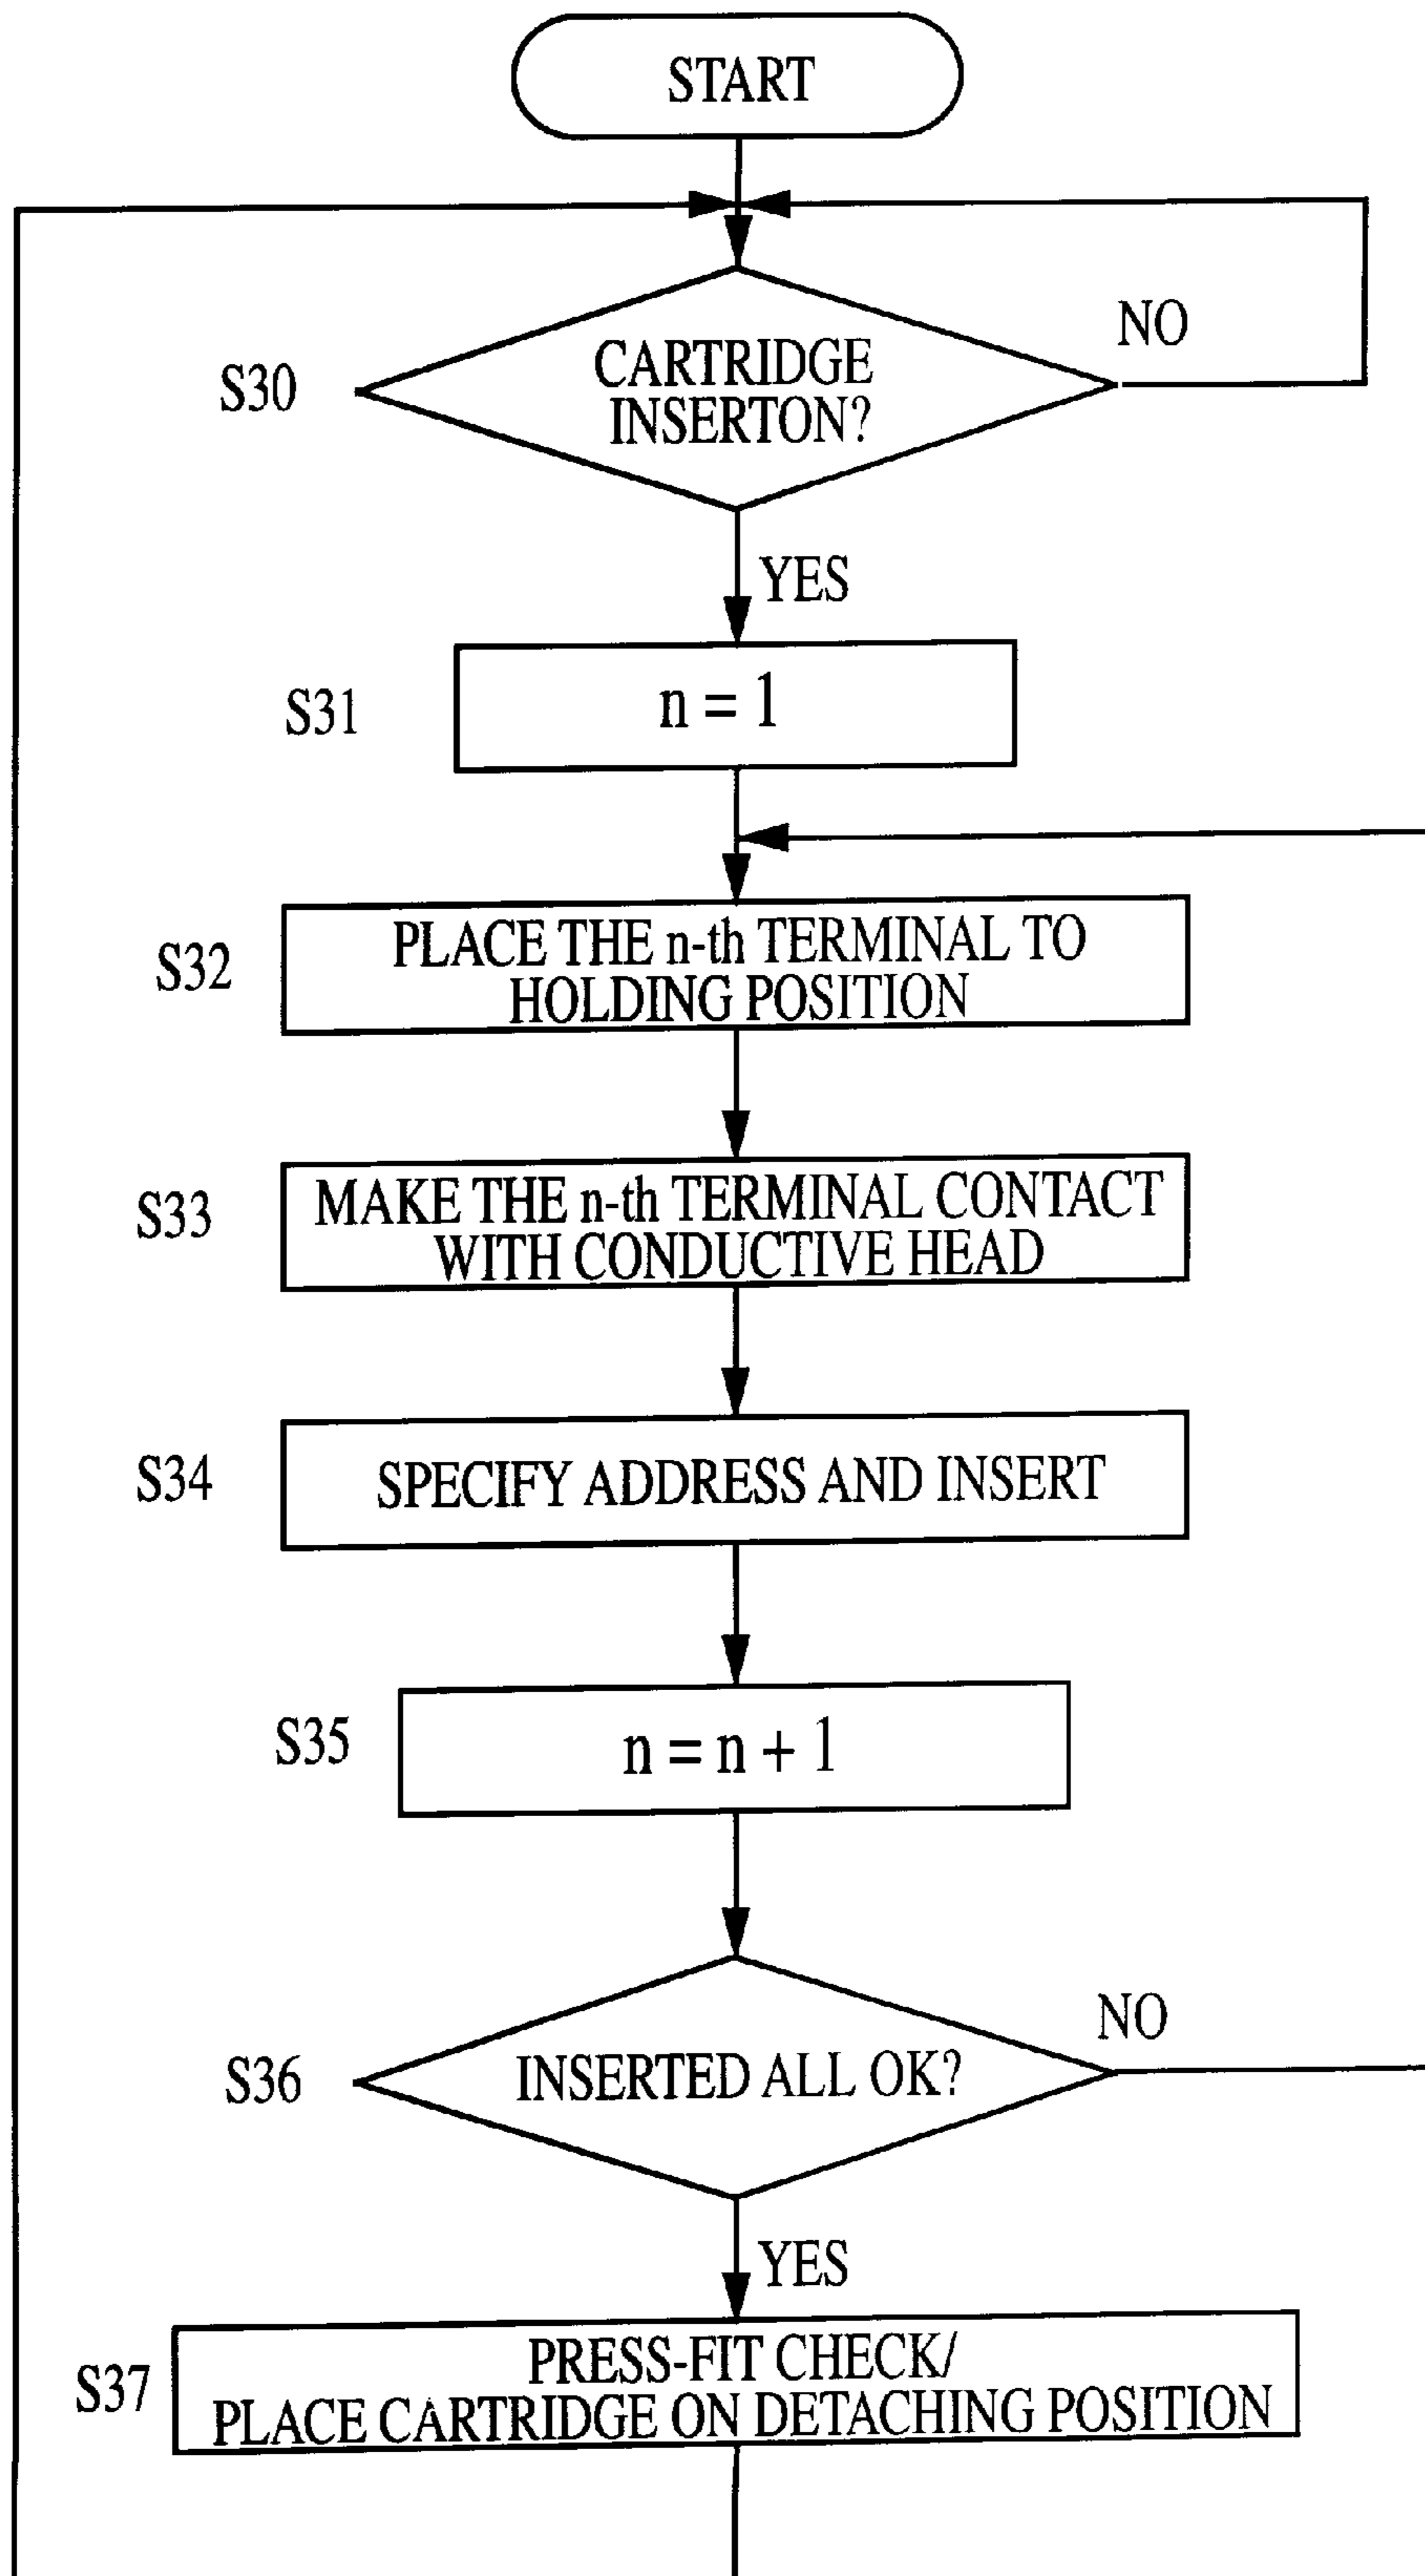 START
NO
S30
CARTRIDGE
INSERTON?
YES
S31
n = 1
S32
PLACE THE n-th TERMINAL TO
HOLDING POSITION
S33
MAKE THE n-th TERMINAL CONTACT
WITH CONDUCTIVE HEAD
S34
SPECIFY ADDRESS AND INSERT
S35
n = n + 1
NO
S36
INSERTED ALL OK?
YES
S37
PRESS-FIT CHECK/
PLACE CARTRIDGE ON DETACHING POSITION